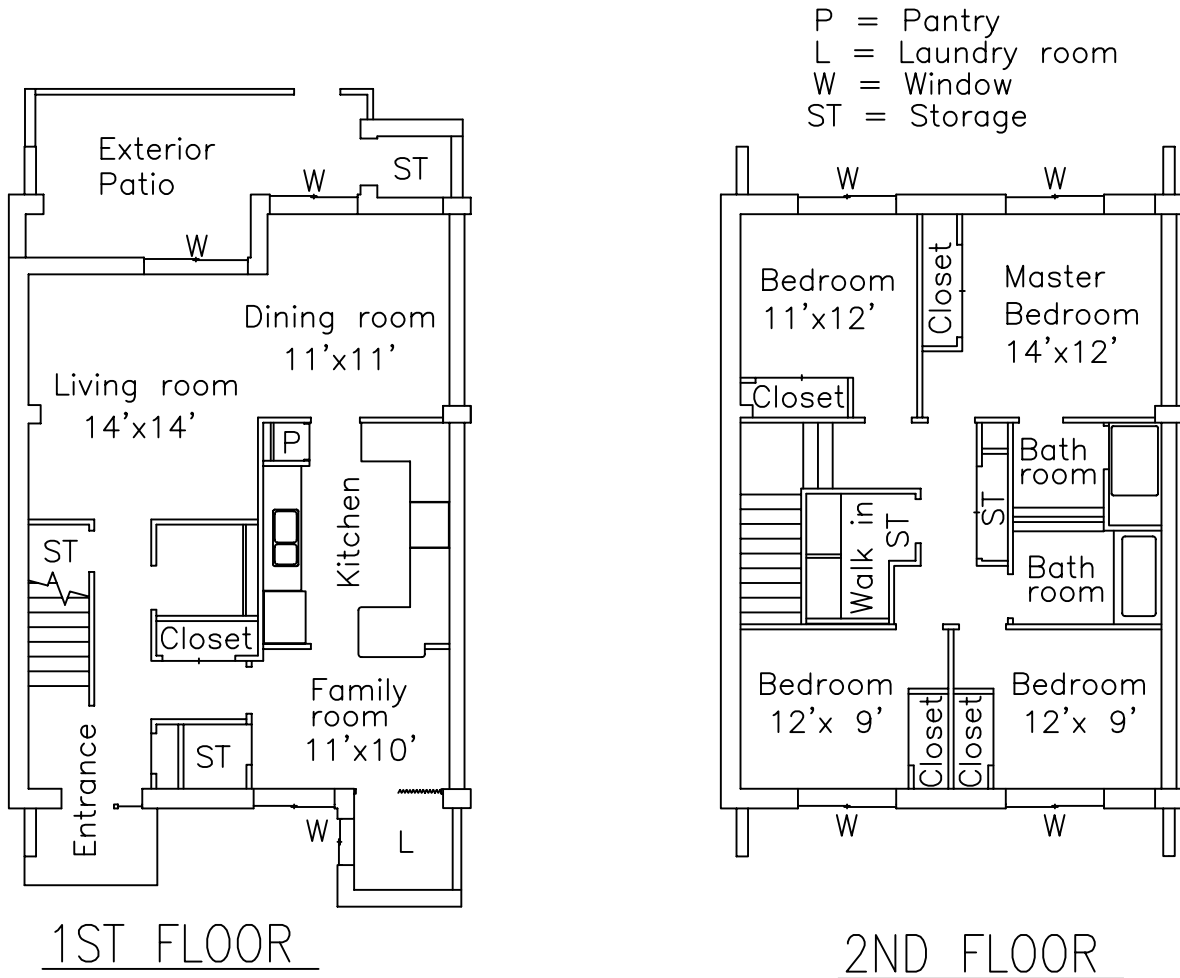 P = Pantry
L = Laundry room
W = Window
ST = Storage
Exterior
Patio
ST
W
W
Dining room
11'x11'
Living room
14'x14'
P
Kitchen
ST
Closet
Family
room
11'x10'
ST
Entrance
W
L
1ST FLOOR
W
W
Bedroom
11'x12'
Closet
Master
Bedroom
14'x12'
Closet
Bath
room
ST
Walk in
ST
Bath
room
Bedroom
12'x 9'
Closet
Closet
Bedroom
12'x 9'
W
W
2ND FLOOR